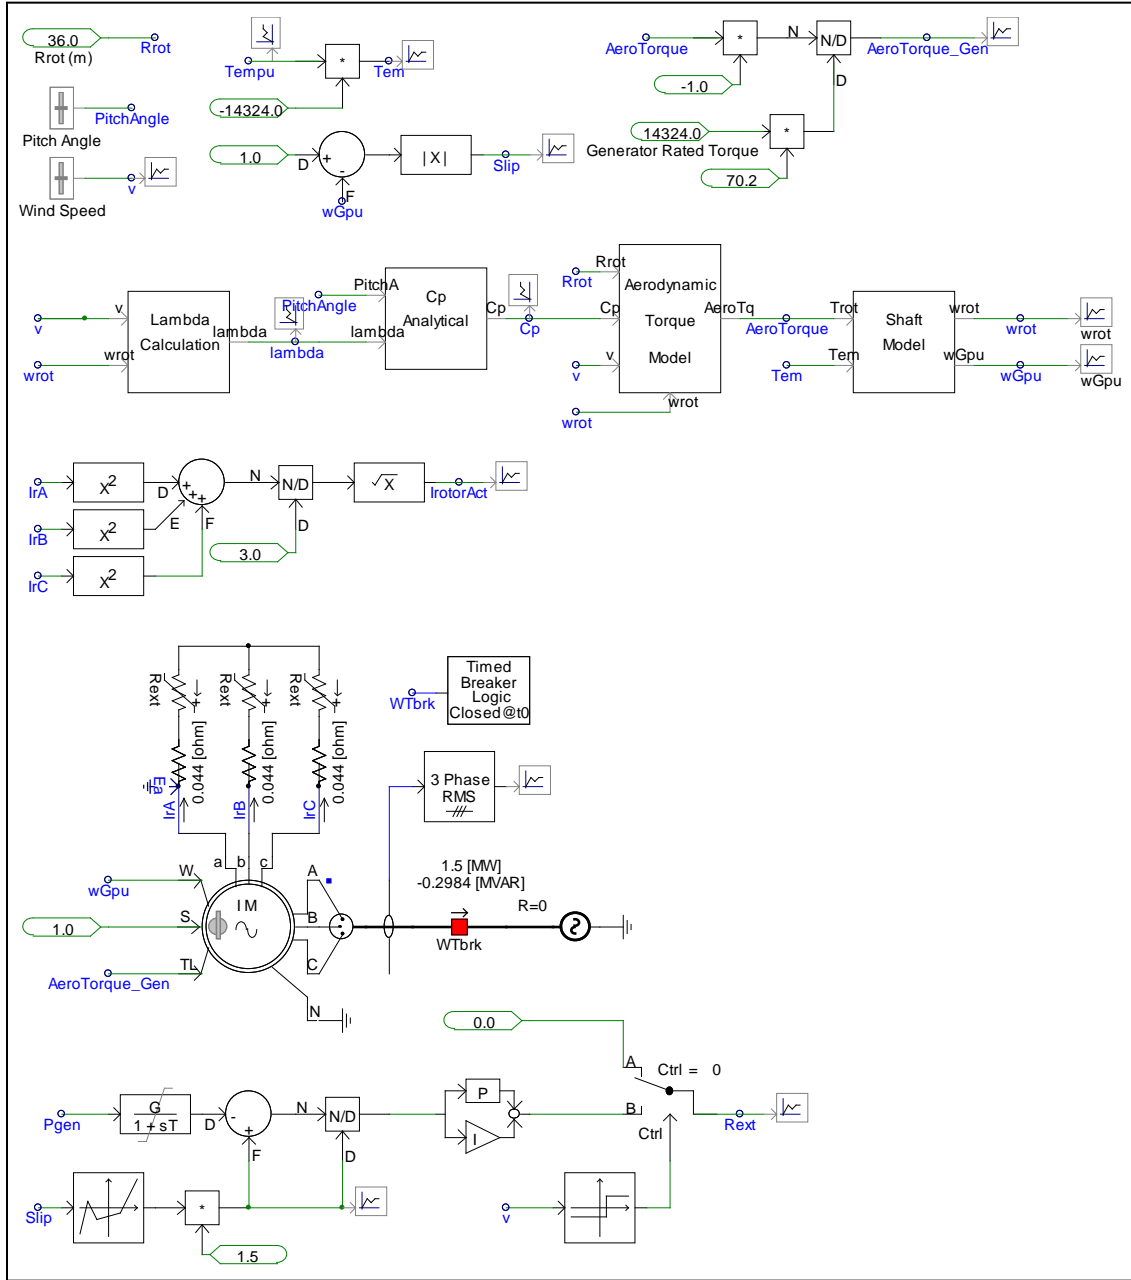 36.0
Rrot
Rrot (m)
Tempu
*
Tem
-14324.0
AeroTorque
*
N
N/D
AeroTorque_Gen
-1.0
D
14324.0
*
Generator Rated Torque
70.2
PitchAngle
Pitch Angle
v
Wind Speed
1.0
D
+
-
F
wGpu
|X|
Slip
v
v
wrot
wrot
Lambda
Calculation
lambda
lambda
PitchAngle
PitchA
lambda
Cp
Analytical
Cp
Cp
Rrot
Rrot
Cp
v
v
wrot
wrot
Aerodynamic
Torque
Model
AeroTq
AeroTorque
Trot
Tem
Tem
Shaft
Model
wrot
wrot
wrot
wGpu
wGpu
wGpu
IrA
X2
D
+
+
+
N
N/D
√X
IrotorAct
IrB
X2
E
F
D
3.0
IrC
X2
Rext
Rext
Rext
+
+
+
0.044 [ohm]
0.044 [ohm]
0.044 [ohm]
Ea
IrA
IrB
IrC
WTbrk
Timed
Breaker
Logic
Closed@t0
3 Phase
RMS
a
b
c
wGpu
W
1.0
S
AeroTorque_Gen
TL
I M
A
B
C
N
1.5 [MW]
-0.2984 [MVAR]
R=0
WTbrk
0.0
A
Ctrl = 0
B
Ctrl
Rext
Pgen
G
1 + sT
D
-
+
F
N
N/D
D
P
I
Slip
*
1.5
v